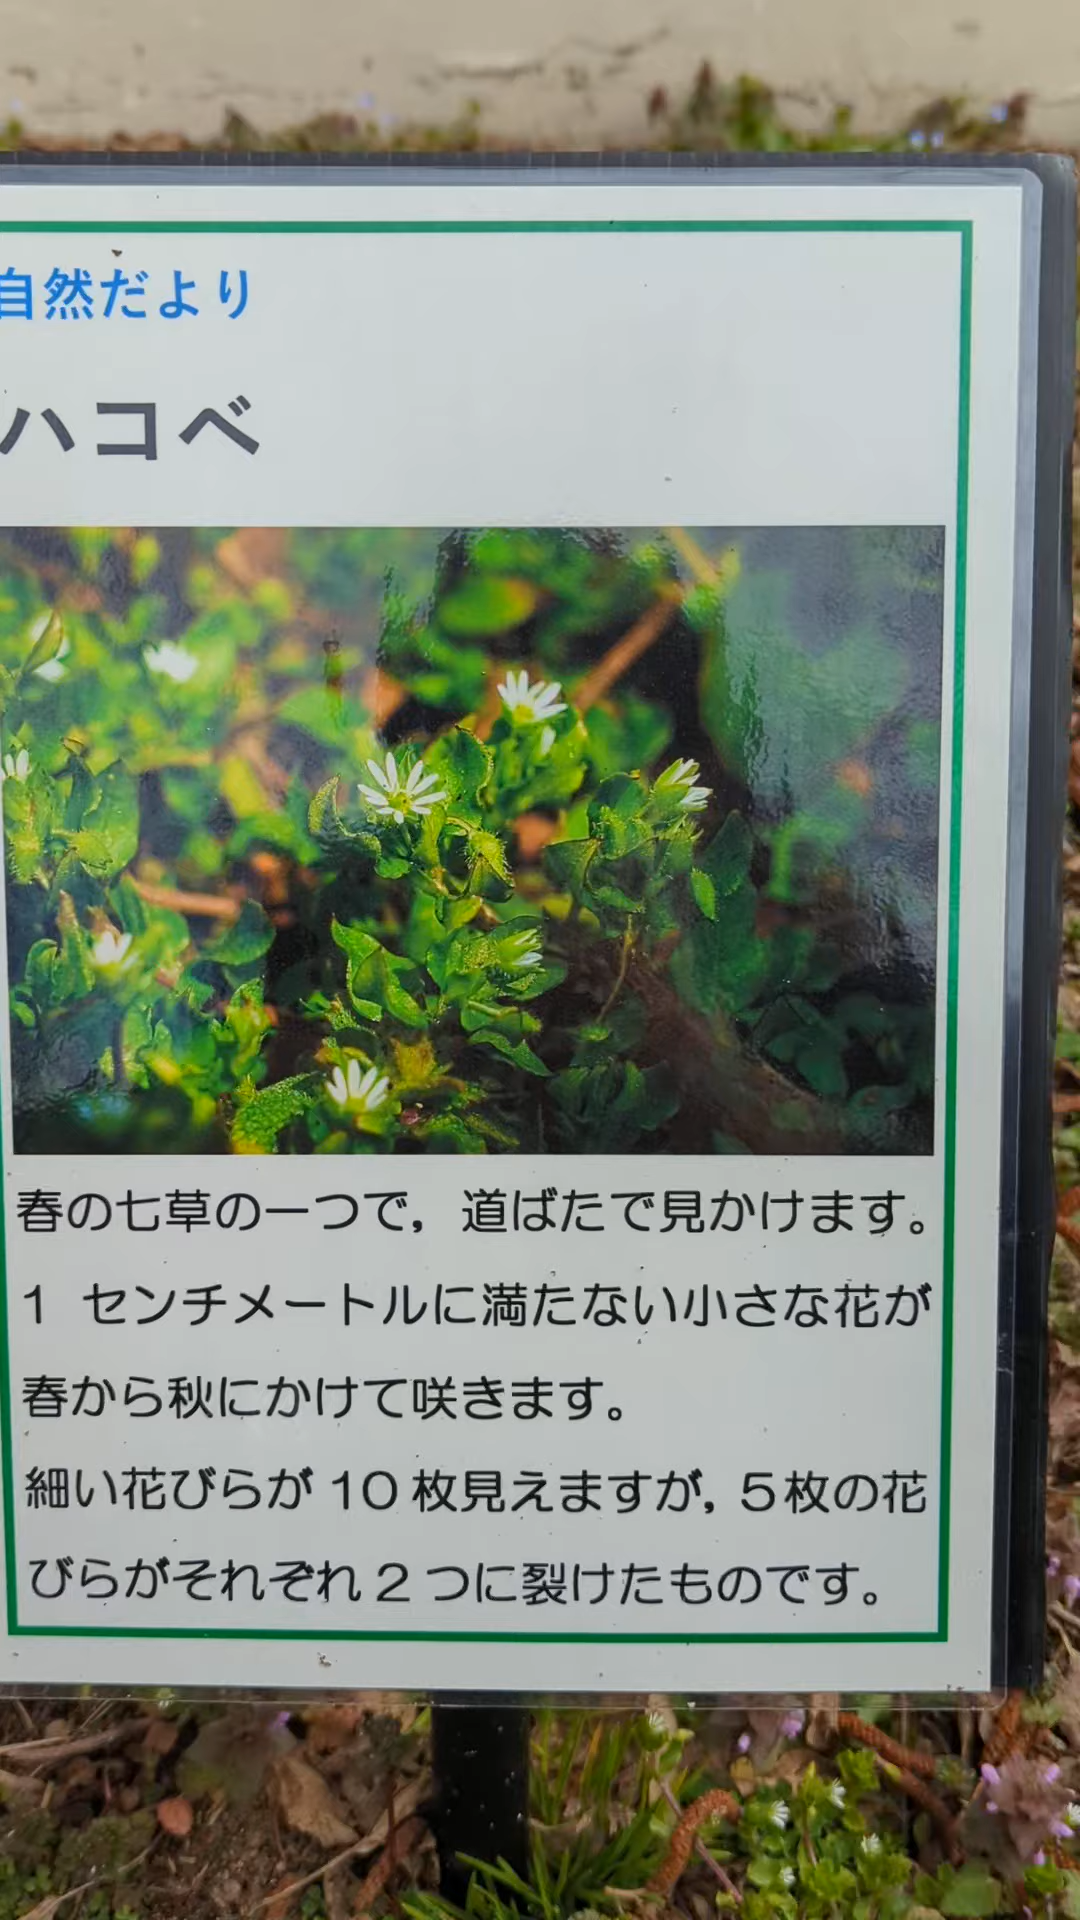 自然だより
ハコベ
春の七草の一つで，道ばたで見かけます。
1 センチメートルに満たない小さな花が
春から秋にかけて咲きます。
細い花びらが 10 枚見えますが，5枚の花
びらがそれぞれ 2 つに裂けたものです。